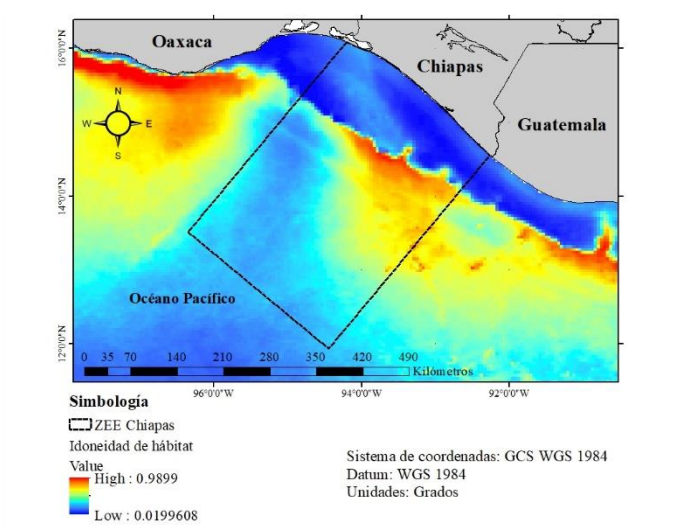 Oaxaca
Chiapas
Guatemala
N
W E
S
Océano Pacífico
16°0'0"N
14°0'0"N
12°0'0"N
0 35 70 140 210 280 350 420 490
Kilómetros
96°0'0"W 94°0'0"W 92°0'0"W
Simbología
ZEE Chiapas
Idoneidad de hábitat
Value
High : 0.9899
Low : 0.0199608
Sistema de coordenadas: GCS WGS 1984
Datum: WGS 1984
Unidades: Grados